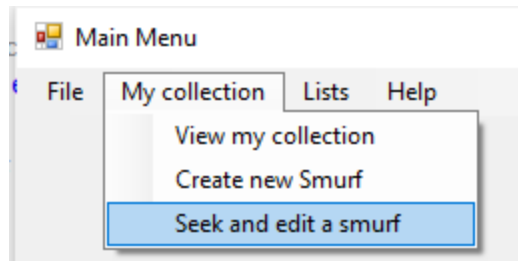 Main Menu
File My collection Lists Help
View my collection
Create new Smurf
Seek and edit a smurf